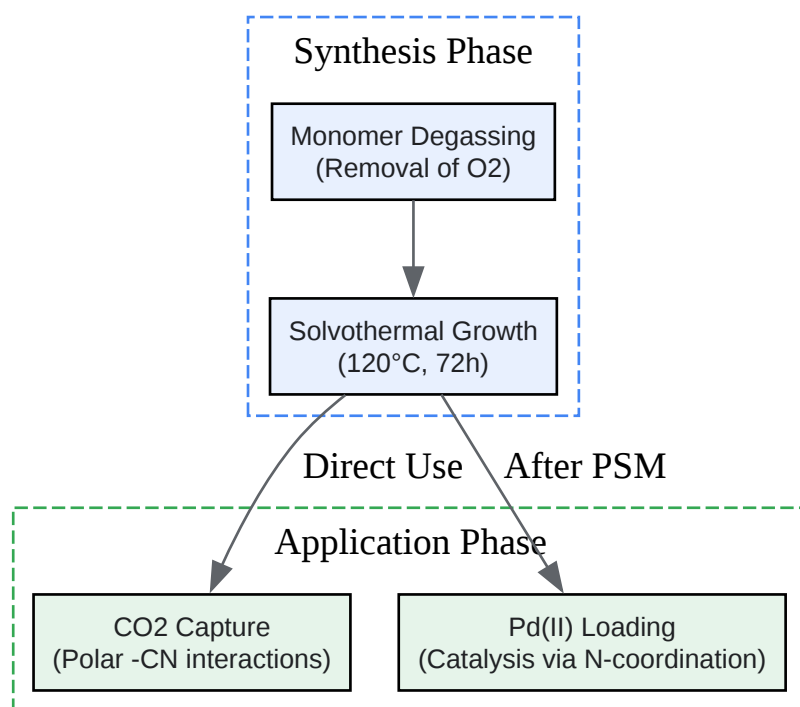 Synthesis Phase
Monomer Degassing
(Removal of O2)
Solvothermal Growth
(120°C, 72h)
Direct Use
After PSM
Application Phase
CO2 Capture
(Polar -CN interactions)
Pd(II) Loading
(Catalysis via N-coordination)